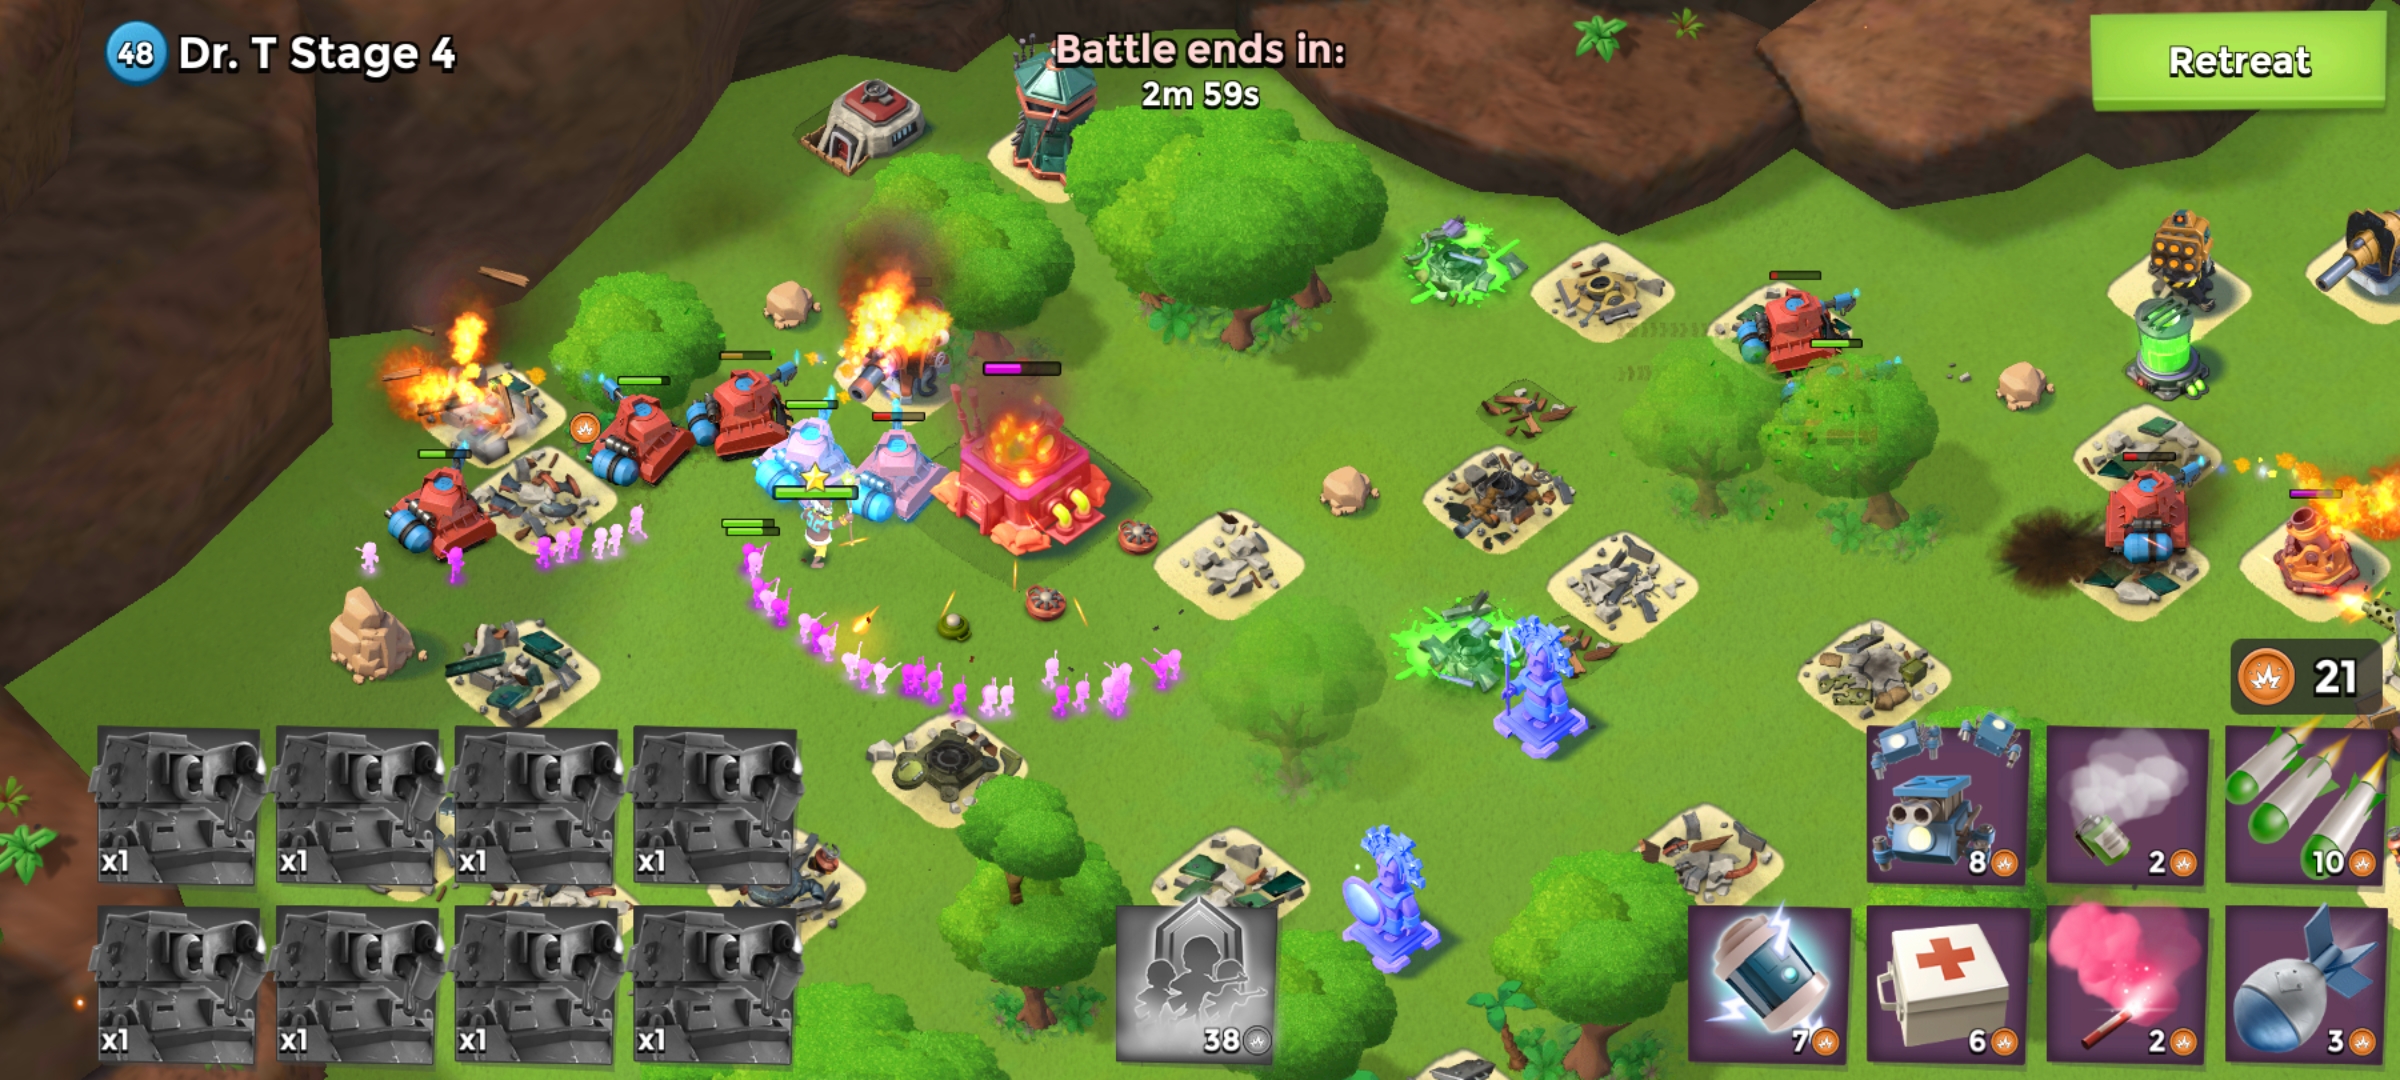 48 Dr. T Stage 4
Battle ends in:
2m 59s
Retreat
21
8
2
10
x1
x1
x1
x1
x1
x1
x1
x1
38
7
6
2
3